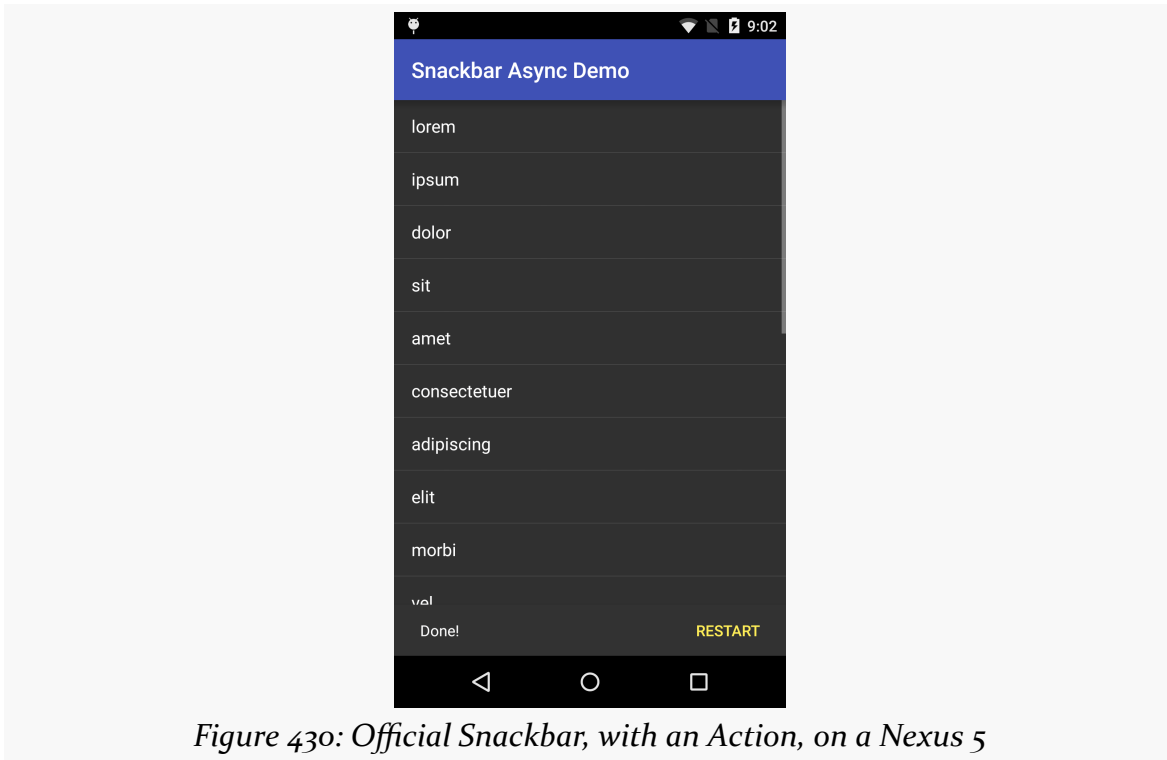 9:02
Snackbar Async Demo
lorem
ipsum
dolor
sit
amet
consectetuer
adipiscing
elit
morbi
vel
Done! RESTART
Figure 430: Official Snackbar, with an Action, on a Nexus 5